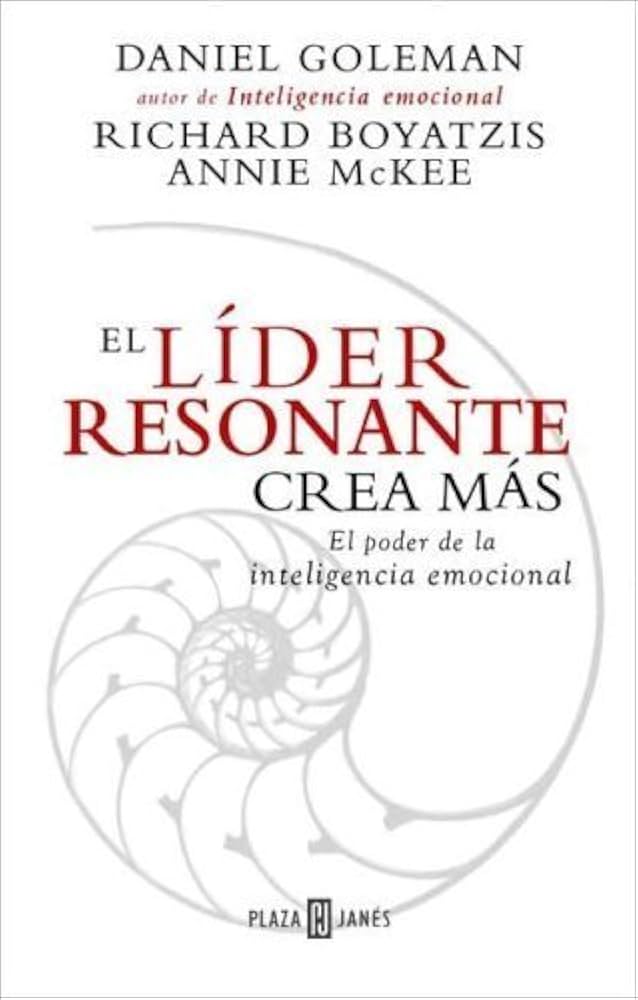 DANIEL GOLEMAN
autor de Inteligencia emocional
RICHARD BOYATZIS
ANNIE McKEE
EL LÍDER
RESONANTE
CREA MÁS
El poder de la
inteligencia emocional
PLAZA JANÉS